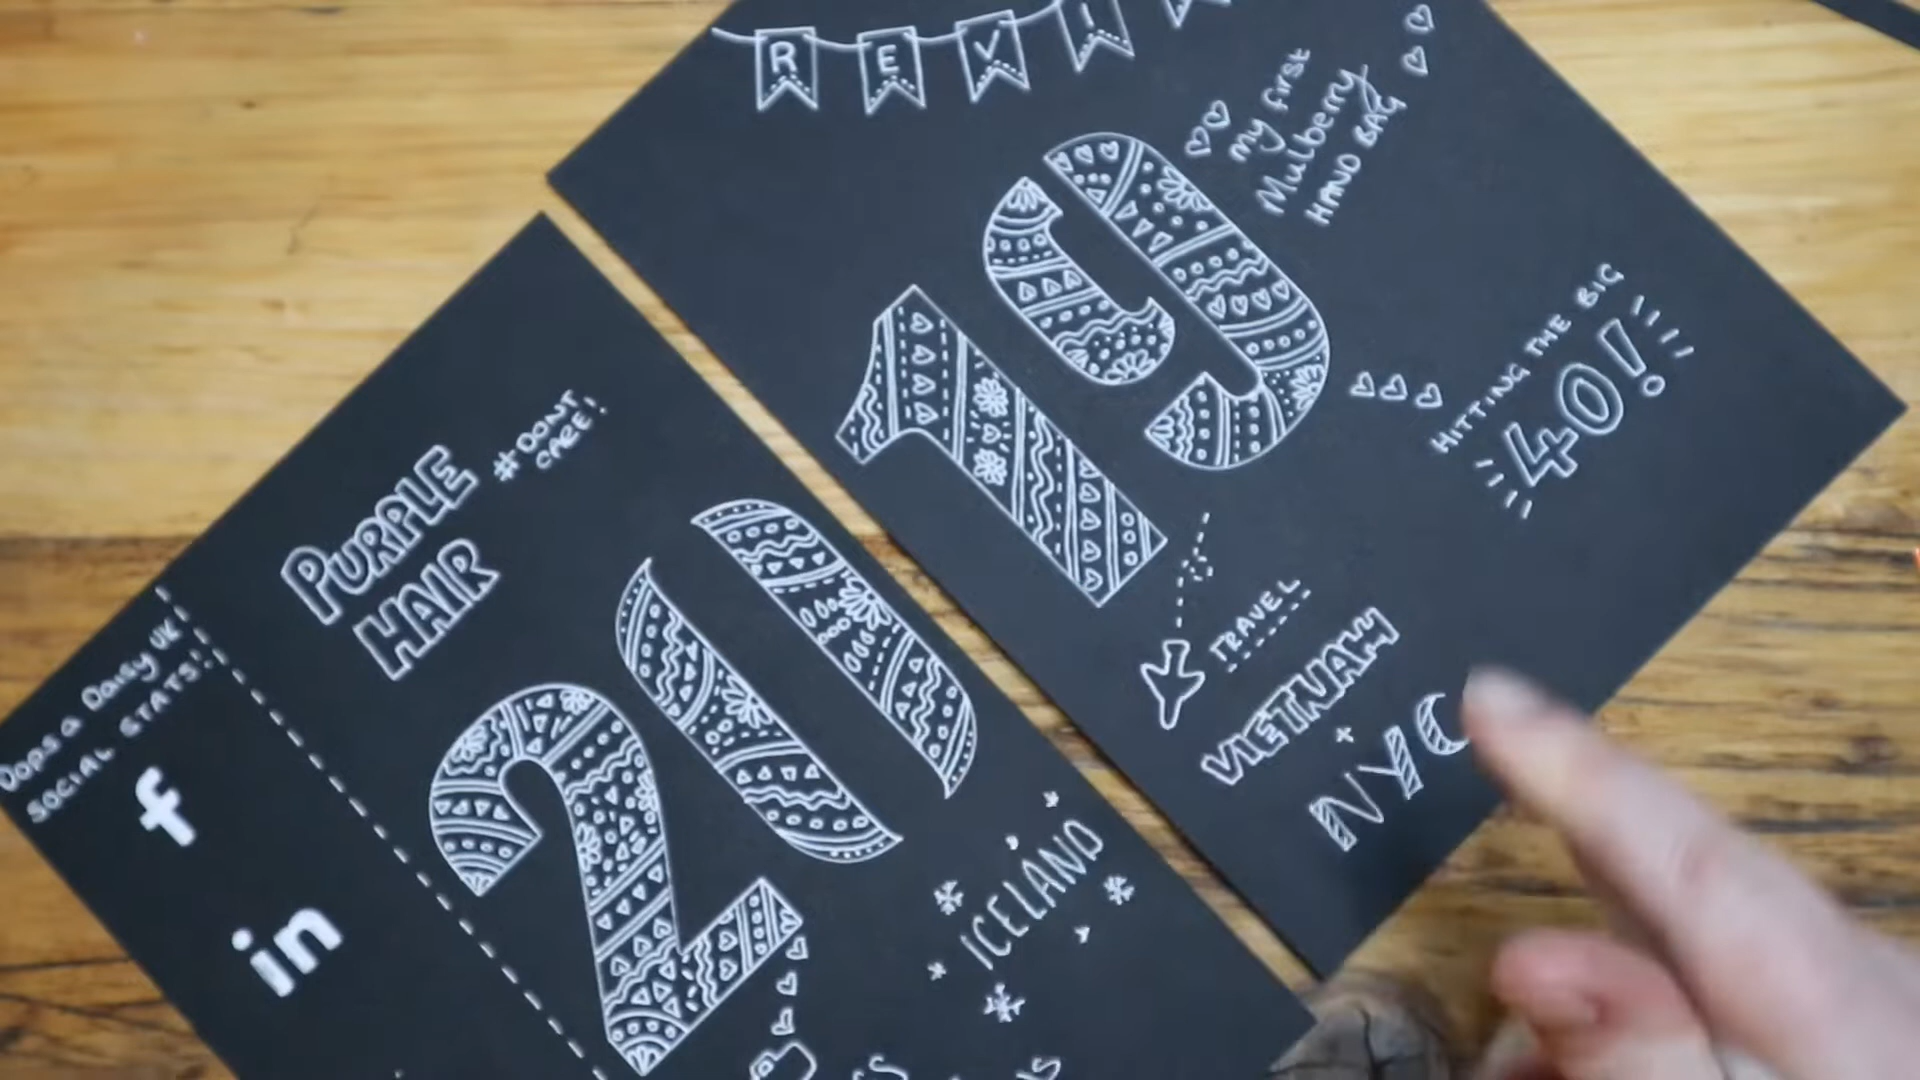 Oops a Daisy UK
SOCIAL STATS!
f
in
PURPLE
HAIR
#DONT
CARE!
20
ICELAND
REVI
19
my first
Mulberry
HAND BAG
HITTING THE BIG
40!
TRAVEL
VIETNAM
+
NYC